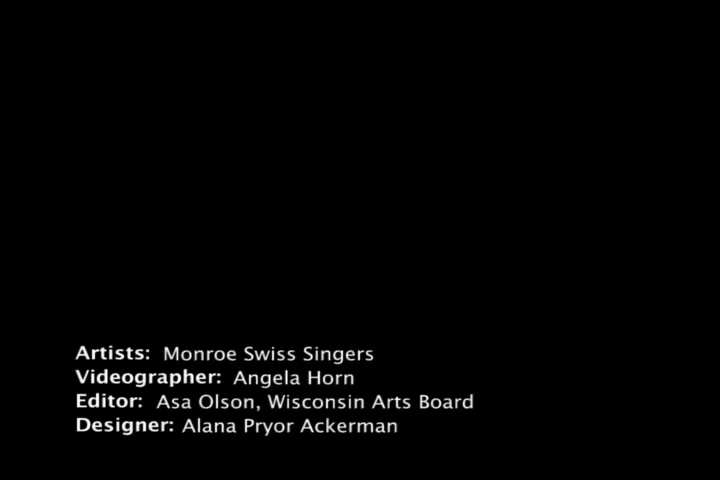 Artists: Monroe Swiss Singers
Videographer: Angela Horn
Editor: Asa Olson, Wisconsin Arts Board
Designer: Alana Pryor Ackerman